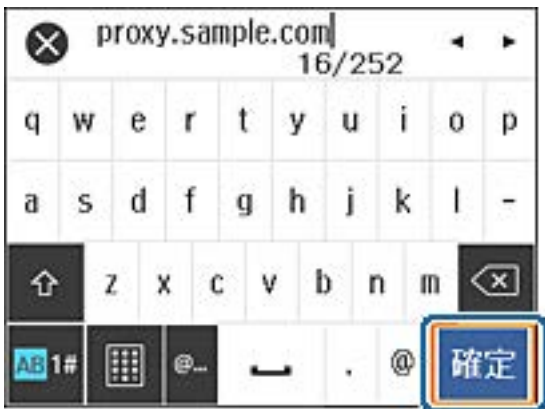 proxy.sample.com
16/252
q w e r t y u i o p
a s d f g h j k l -
z x c v b n m
AB 1# @... . @ 確定